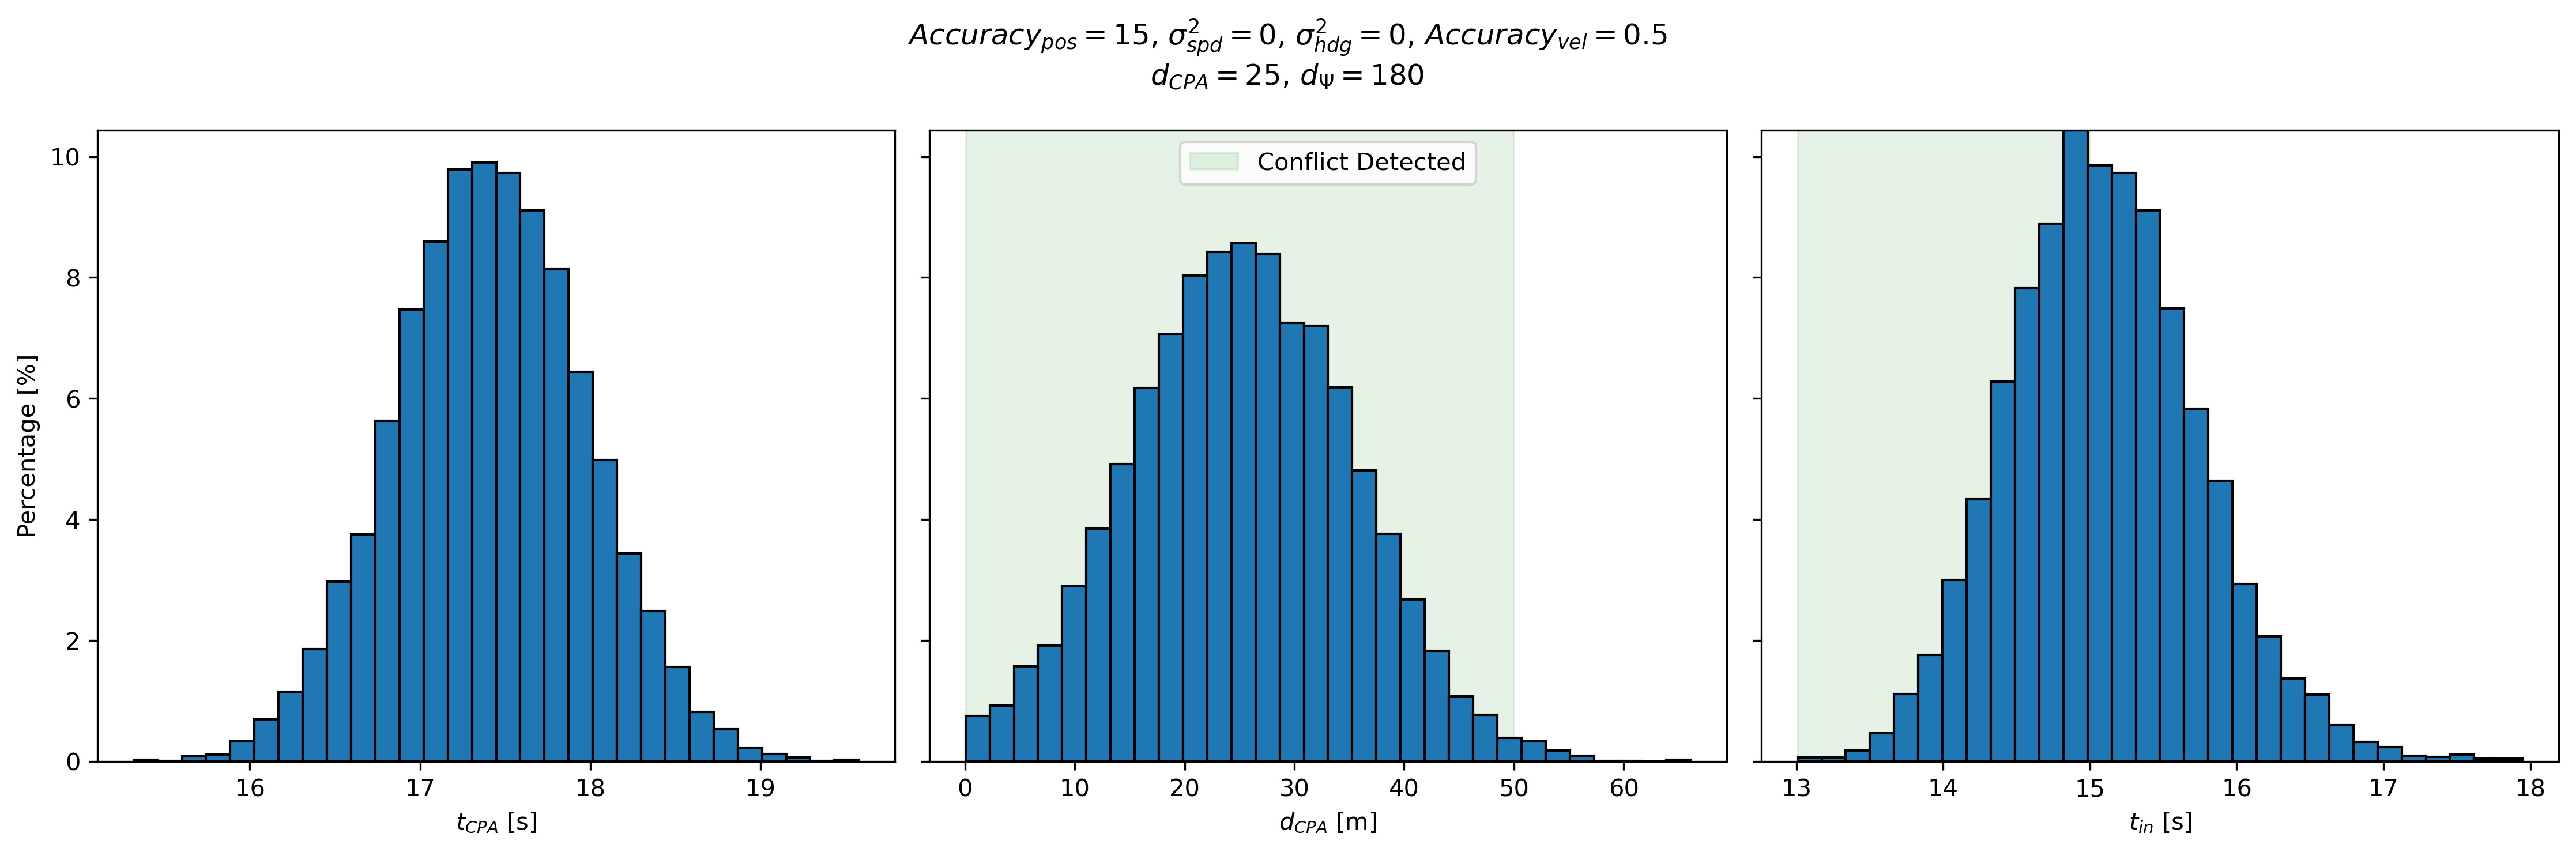 Accuracy_pos = 15, σ²_spd = 0, σ²_hdg = 0, Accuracy_vel = 0.5
d_CPA = 25, d_Ψ = 180
Percentage [%]
10
8
6
4
2
0
16 17 18 19
t_CPA [s]
Conflict Detected
0 10 20 30 40 50 60
d_CPA [m]
13 14 15 16 17 18
t_in [s]